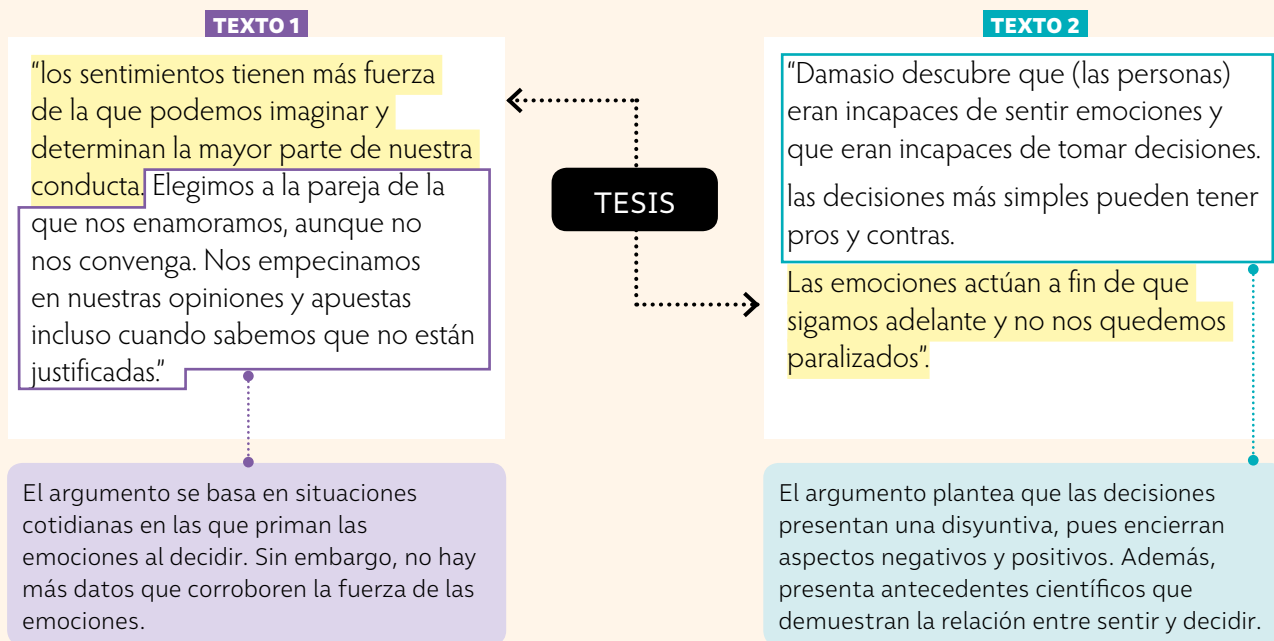 TEXTO 1
“los sentimientos tienen más fuerza
de la que podemos imaginar y
determinan la mayor parte de nuestra
conducta. Elegimos a la pareja de la
que nos enamoramos, aunque no
nos convenga. Nos empecinamos
en nuestras opiniones y apuestas
incluso cuando sabemos que no están
justificadas.”
El argumento se basa en situaciones
cotidianas en las que priman las
emociones al decidir. Sin embargo, no hay
más datos que corroboren la fuerza de las
emociones.
TESIS
TEXTO 2
“Damasio descubre que (las personas)
eran incapaces de sentir emociones y
que eran incapaces de tomar decisiones.
las decisiones más simples pueden tener
pros y contras.
Las emociones actúan a fin de que
sigamos adelante y no nos quedemos
paralizados”.
El argumento plantea que las decisiones
presentan una disyuntiva, pues encierran
aspectos negativos y positivos. Además,
presenta antecedentes científicos que
demuestran la relación entre sentir y decidir.